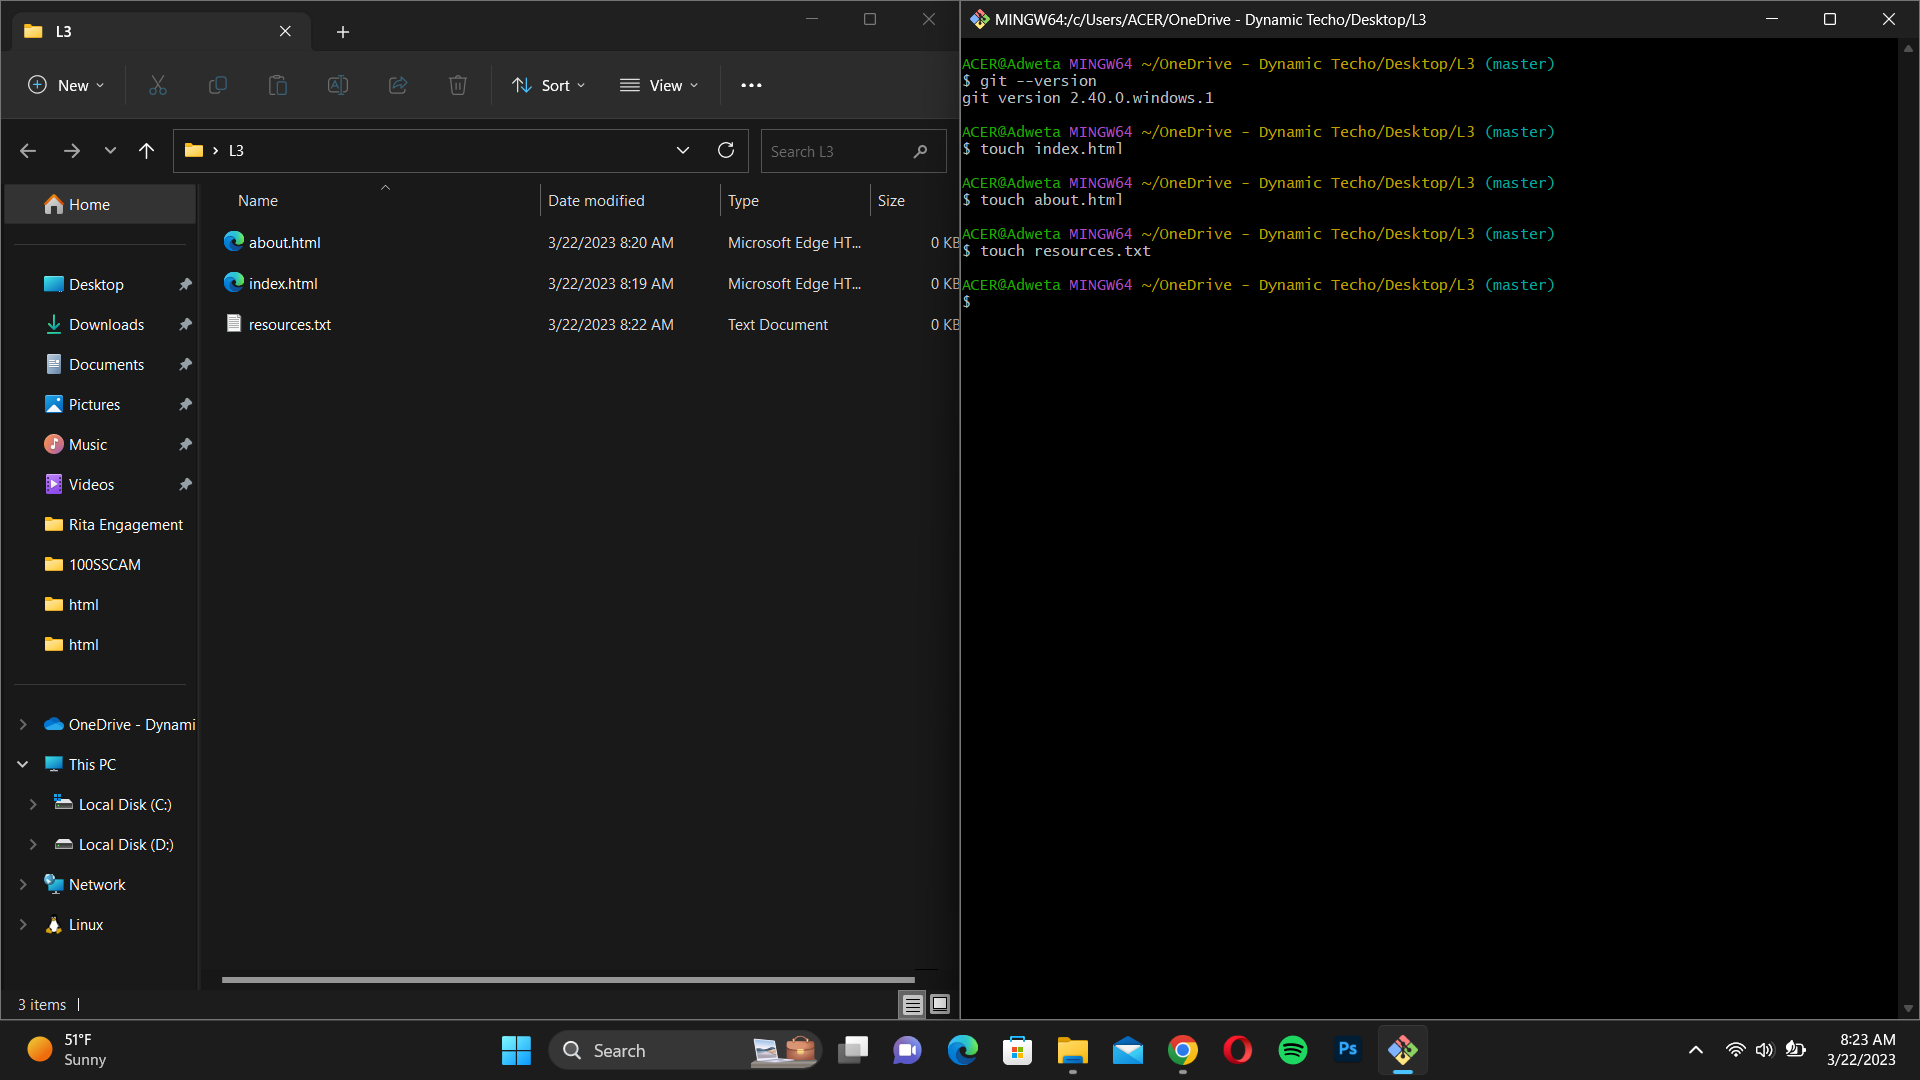 L3
New
Sort
View
L3
Search L3
Home
Desktop
Downloads
Documents
Pictures
Music
Videos
Rita Engagement
100SSCAM
html
html
OneDrive - Dynami
This PC
Local Disk (C:)
Local Disk (D:)
Network
Linux
Name Date modified Type Size
about.html 3/22/2023 8:20 AM Microsoft Edge HT... 0 KB
index.html 3/22/2023 8:19 AM Microsoft Edge HT... 0 KB
resources.txt 3/22/2023 8:22 AM Text Document 0 KB
3 items
MINGW64:/c/Users/ACER/OneDrive - Dynamic Techo/Desktop/L3
ACER@Adweta MINGW64 ~/OneDrive - Dynamic Techo/Desktop/L3 (master)
$ git --version
git version 2.40.0.windows.1
ACER@Adweta MINGW64 ~/OneDrive - Dynamic Techo/Desktop/L3 (master)
$ touch index.html
ACER@Adweta MINGW64 ~/OneDrive - Dynamic Techo/Desktop/L3 (master)
$ touch about.html
ACER@Adweta MINGW64 ~/OneDrive - Dynamic Techo/Desktop/L3 (master)
$ touch resources.txt
ACER@Adweta MINGW64 ~/OneDrive - Dynamic Techo/Desktop/L3 (master)
$
51°F
Sunny
Search
Ps
8:23 AM
3/22/2023